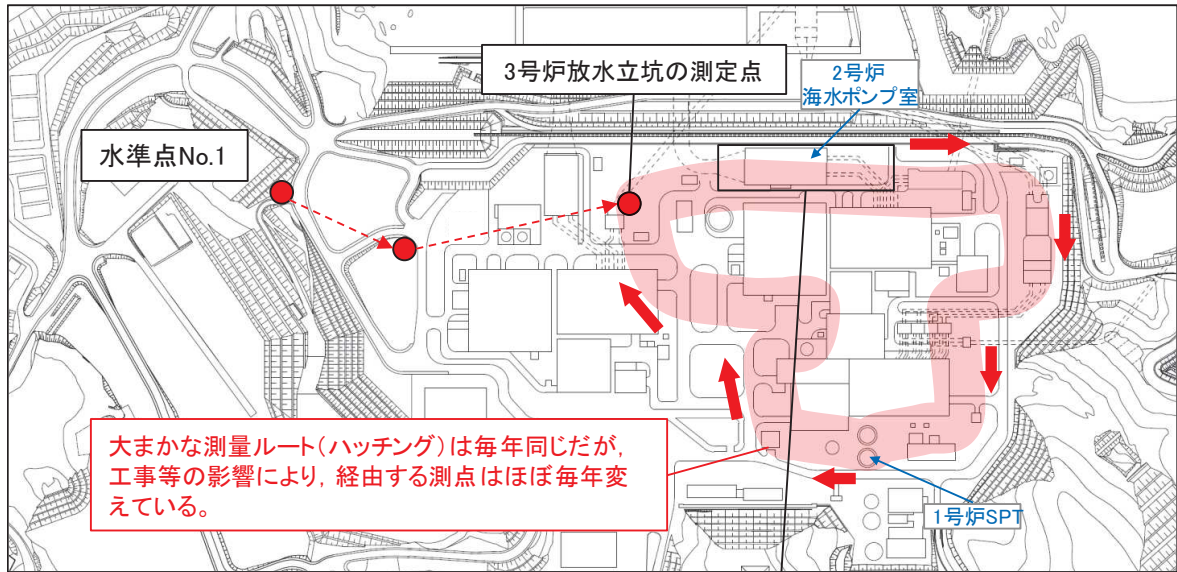 3号炉放水立坑の測定点
2号炉
海水ポンプ室
水準点No.1
大まかな測量ルート(ハッチング)は毎年同じだが,
工事等の影響により, 経由する測点はほぼ毎年変
えている。
1号炉SPT